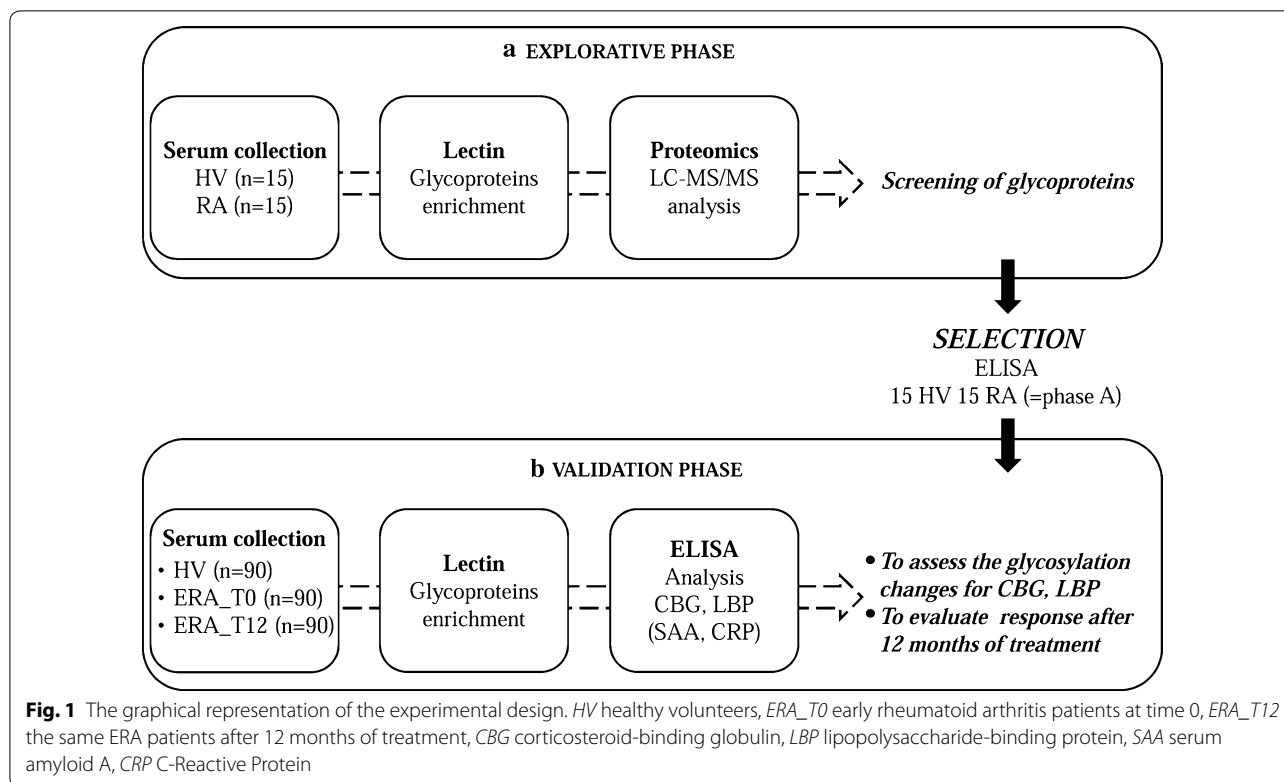 a EXPLORATIVE PHASE
Serum collection
HV (n=15)
RA (n=15)
Lectin
Glycoproteins
enrichment
Proteomics
LC-MS/MS
analysis
Screening of glycoproteins
SELECTION
ELISA
15 HV 15 RA (=phase A)
b VALIDATION PHASE
Serum collection
• HV (n=90)
• ERA_T0 (n=90)
• ERA_T12 (n=90)
Lectin
Glycoproteins
enrichment
ELISA
Analysis
CBG, LBP
(SAA, CRP)
• To assess the glycosylation
changes for CBG, LBP
• To evaluate response after
12 months of treatment
Fig. 1 The graphical representation of the experimental design. HV healthy volunteers, ERA_T0 early rheumatoid arthritis patients at time 0, ERA_T12
the same ERA patients after 12 months of treatment, CBG corticosteroid-binding globulin, LBP lipopolysaccharide-binding protein, SAA serum
amyloid A, CRP C-Reactive Protein